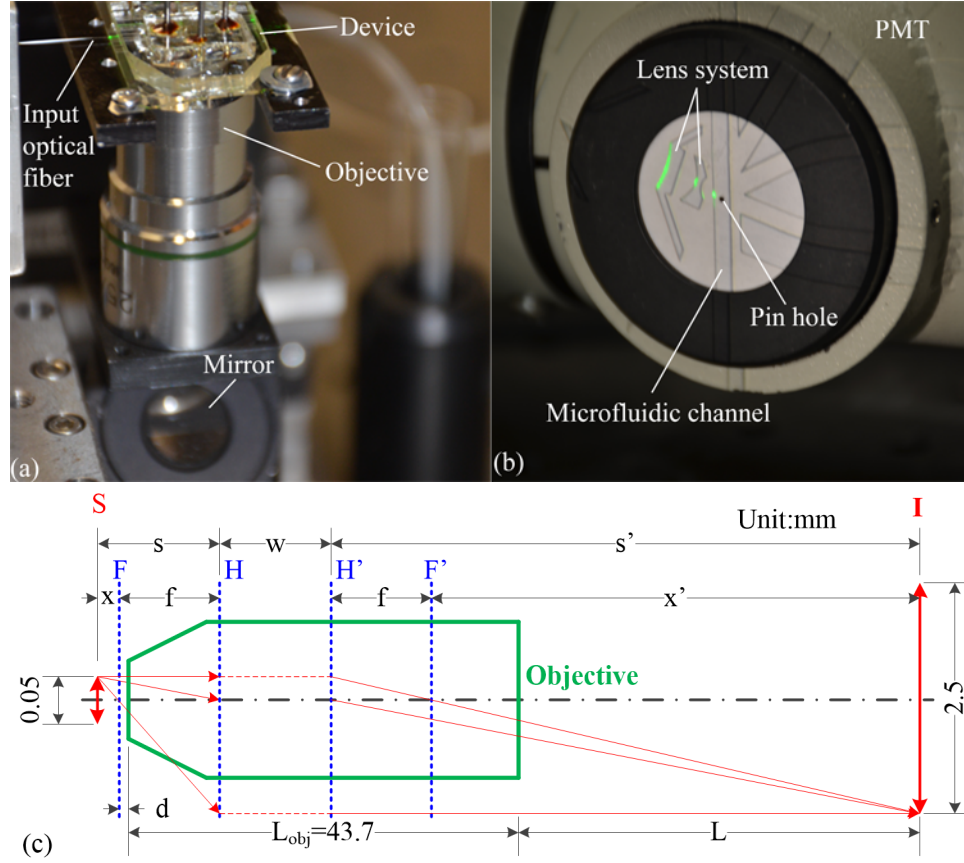 Device
Input
optical
fiber
Objective
Mirror
(a)
PMT
Lens system
Pin hole
Microfluidic channel
(b)
S
I
Unit:mm
s
w
s’
F
H
H’
F’
x
f
f
x’
Objective
0.05
2.5
d
Lobj=43.7
L
(c)